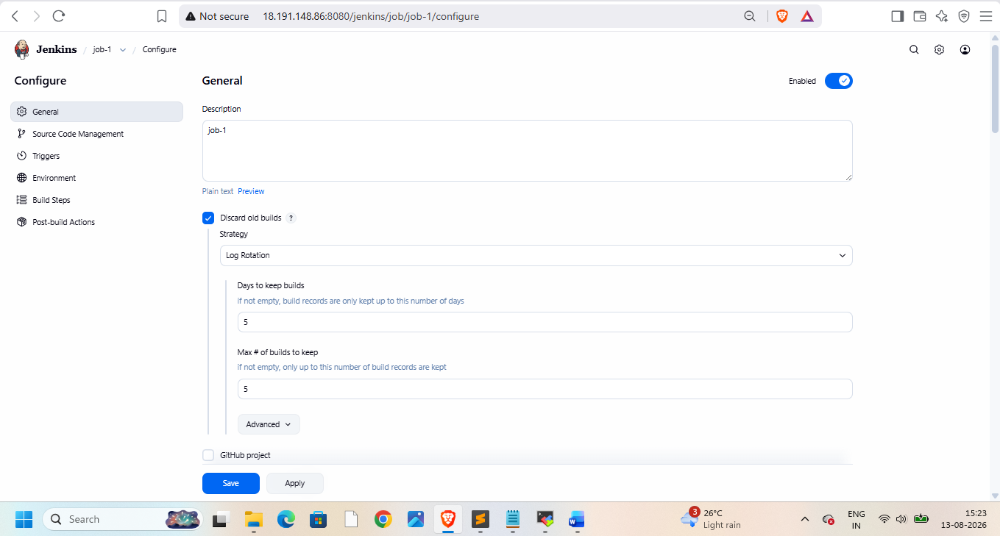 Not secure 18.191.148.86:8080/jenkins/job/job-1/configure
Jenkins / job-1 / Configure
Configure
General
Source Code Management
Triggers
Environment
Build Steps
Post-build Actions
General
Enabled
Description
job-1
Plain text Preview
Discard old builds ?
Strategy
Log Rotation
Days to keep builds
if not empty, build records are only kept up to this number of days
5
Max # of builds to keep
if not empty, only up to this number of build records are kept
5
Advanced
GitHub project
Save Apply
Search
3
26°C
Light rain
ENG
IN
15:23
13-08-2026